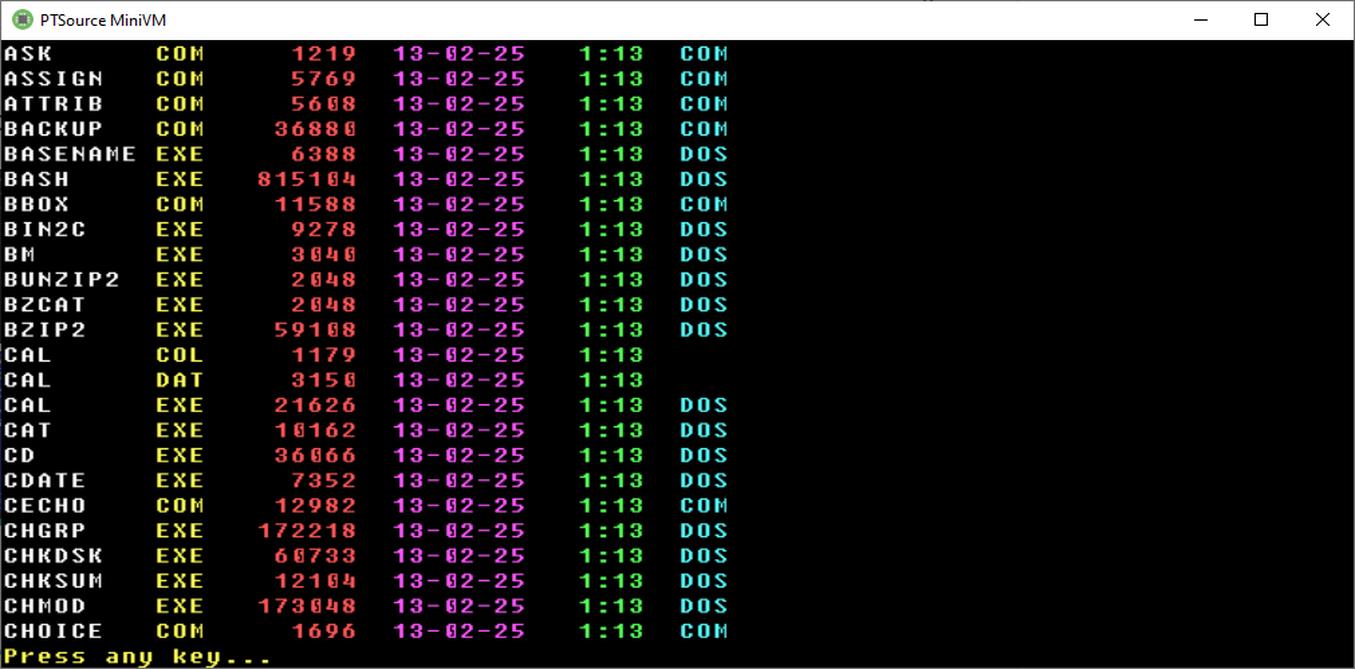 PTSource MiniVM
ASK COM 1219 13-02-25 1:13 COM
ASSIGN COM 5769 13-02-25 1:13 COM
ATTRIB COM 5608 13-02-25 1:13 COM
BACKUP COM 36880 13-02-25 1:13 COM
BASENAME EXE 6388 13-02-25 1:13 DOS
BASH EXE 815104 13-02-25 1:13 DOS
BBOX COM 11588 13-02-25 1:13 COM
BIN2C EXE 9278 13-02-25 1:13 DOS
BM EXE 3040 13-02-25 1:13 DOS
BUNZIP2 EXE 2048 13-02-25 1:13 DOS
BZCAT EXE 2048 13-02-25 1:13 DOS
BZIP2 EXE 59108 13-02-25 1:13 DOS
CAL COL 1179 13-02-25 1:13
CAL DAT 3150 13-02-25 1:13
CAL EXE 21626 13-02-25 1:13 DOS
CAT EXE 10162 13-02-25 1:13 DOS
CD EXE 36066 13-02-25 1:13 DOS
CDATE EXE 7352 13-02-25 1:13 DOS
CECHO COM 12982 13-02-25 1:13 COM
CHGRP EXE 172218 13-02-25 1:13 DOS
CHKDSK EXE 60733 13-02-25 1:13 DOS
CHKSUM EXE 12104 13-02-25 1:13 DOS
CHMOD EXE 173048 13-02-25 1:13 DOS
CHOICE COM 1696 13-02-25 1:13 COM
Press any key...